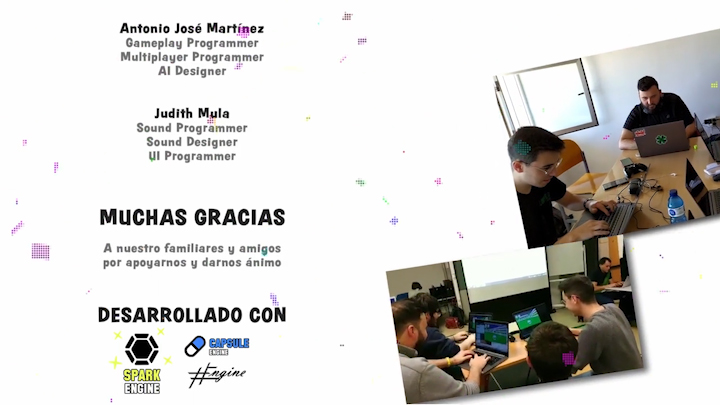 Antonio José Martínez
Gameplay Programmer
Multiplayer Programmer
AI Designer
Judith Mula
Sound Programmer
Sound Designer
UI Programmer
MUCHAS GRACIAS
A nuestro familiares y amigos
por apoyarnos y darnos ánimo
DESARROLLADO CON
SPARK
ENGINE
CAPSULE
ENGINE
#Engine